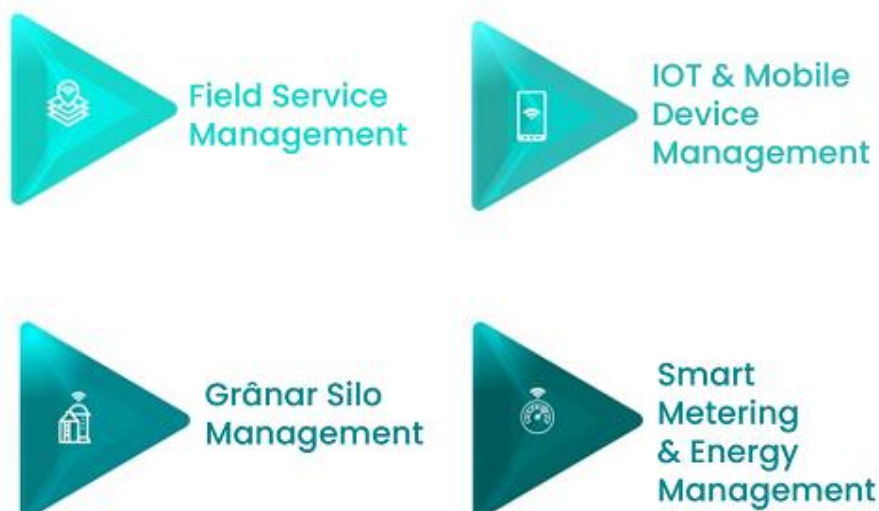 Field Service
Management
IOT & Mobile
Device
Management
Grânar Silo
Management
Smart
Metering
& Energy
Management